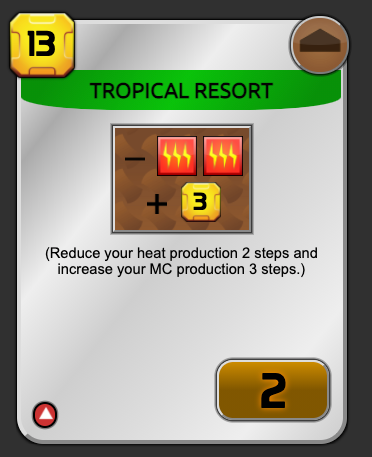 13
TROPICAL RESORT
−
+ 3
(Reduce your heat production 2 steps and
increase your MC production 3 steps.)
2